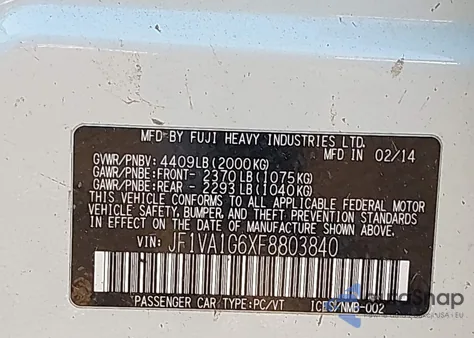 MFD BY FUJI HEAVY INDUSTRIES LTD.
GVWR/PNBV: 4409LB(2000KG) MFD IN 02/14
GAWR/PNBE:FRONT- 2370LB(1075KG)
GAWR/PNBE:REAR - 2293LB(1040KG)
THIS VEHICLE CONFORMS TO ALL APPLICABLE FEDERAL MOTOR
VEHICLE SAFETY, BUMPER, AND THEFT PREVENTION STANDARDS
IN EFFECT ON THE DATE OF MANUFACTURE SHOWN ABOVE.
VIN: JF1VA1G6XF8803840
PASSENGER CAR TYPE:PC/VT ICES/NMB-002